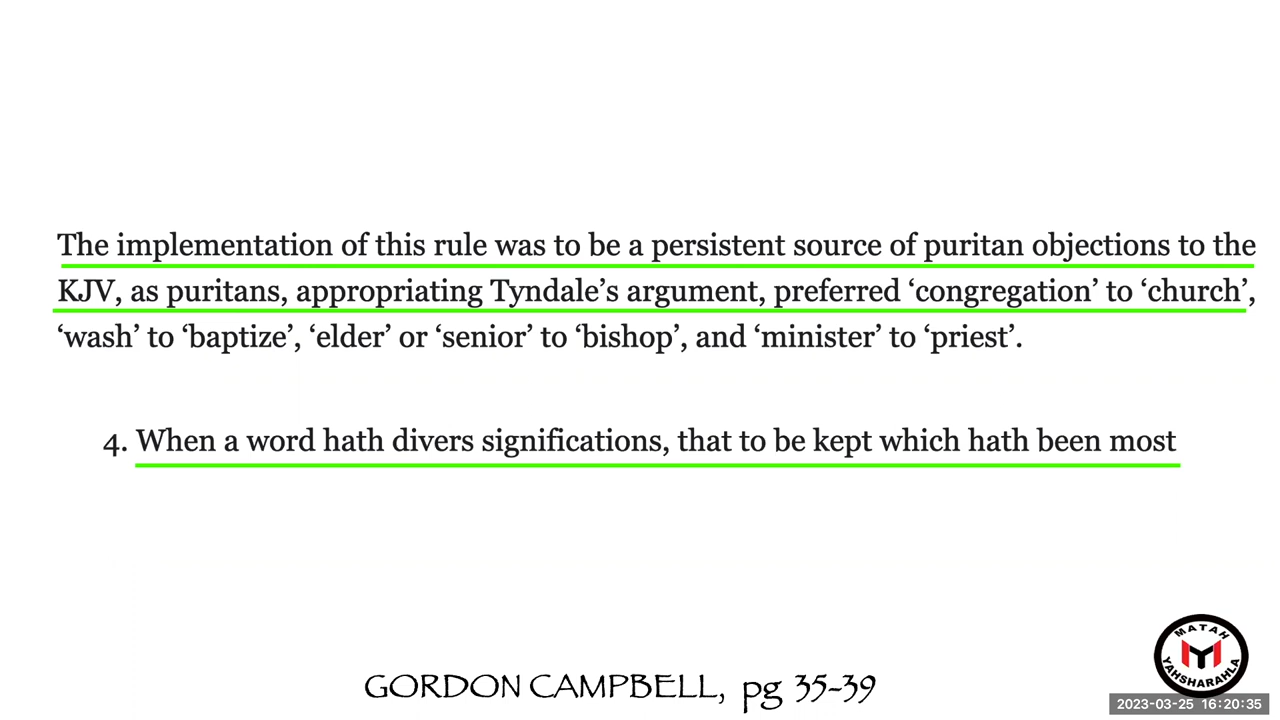 The implementation of this rule was to be a persistent source of puritan objections to the
KJV, as puritans, appropriating Tyndale’s argument, preferred ‘congregation’ to ‘church’,
‘wash’ to ‘baptize’, ‘elder’ or ‘senior’ to ‘bishop’, and ‘minister’ to ‘priest’.
4. When a word hath divers significations, that to be kept which hath been most
GORDON CAMPBELL, pg 35-39
MATAH
YAHSHARAHLA
2023-03-25 16:20:35